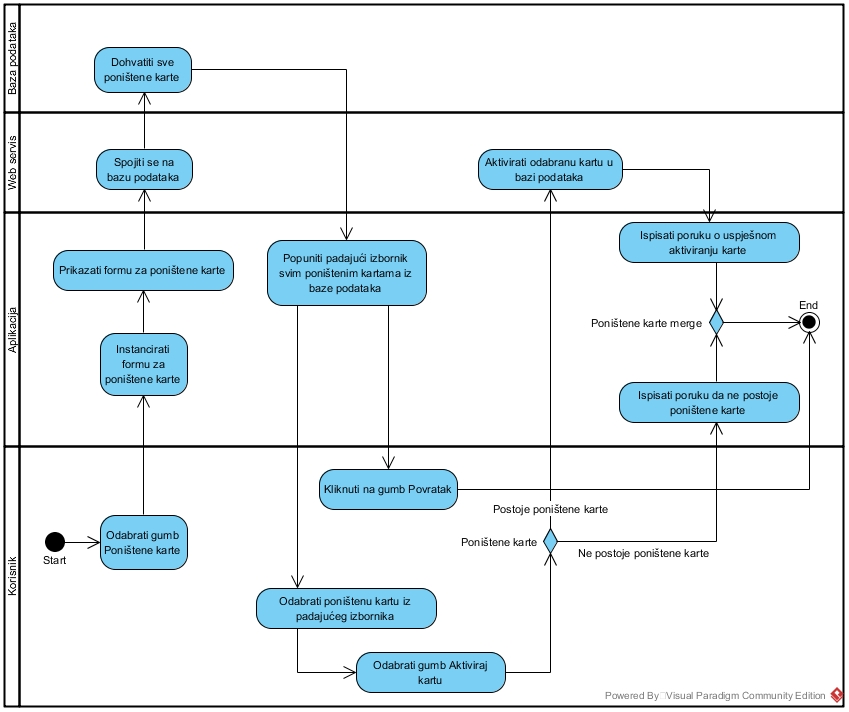 Baza podataka
Dohvatiti sve
poništene karte
Web servis
Spojiti se na
bazu podataka
Aktivirati odabranu kartu u
bazi podataka
Aplikacija
Prikazati formu za poništene karte
Instancirati
formu za
poništene karte
Popuniti padajući izbornik
svim poništenim kartama iz
baze podataka
Ispisati poruku o uspješnom
aktiviranju karte
End
Poništene karte merge
Ispisati poruku da ne postoje
poništene karte
Korisnik
Start
Odabrati gumb
Poništene karte
Kliknuti na gumb Povratak
Postoje poništene karte
Poništene karte
Ne postoje poništene karte
Odabrati poništenu kartu iz
padajućeg izbornika
Odabrati gumb Aktiviraj
kartu
Powered By Visual Paradigm Community Edition